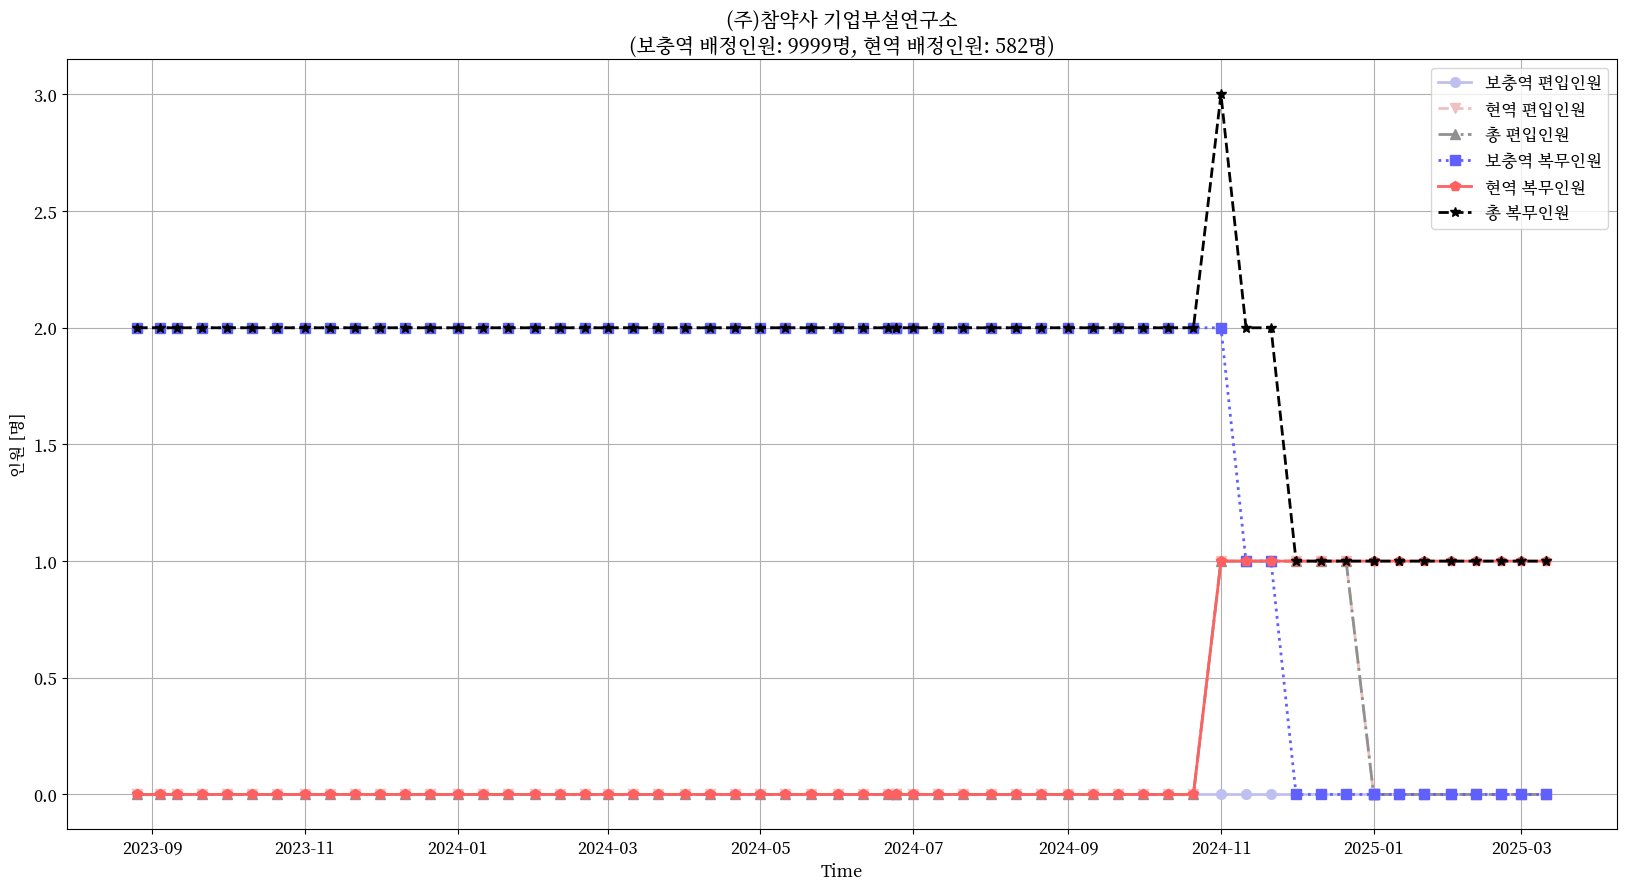 (주)참약사 기업부설연구소
(보충역 배정인원: 9999명, 현역 배정인원: 582명)
보충역 편입인원
현역 편입인원
총 편입인원
보충역 복무인원
현역 복무인원
총 복무인원
인원 [명]
3.0
2.5
2.0
1.5
1.0
0.5
0.0
2023-09 2023-11 2024-01 2024-03 2024-05 2024-07 2024-09 2024-11 2025-01 2025-03
Time